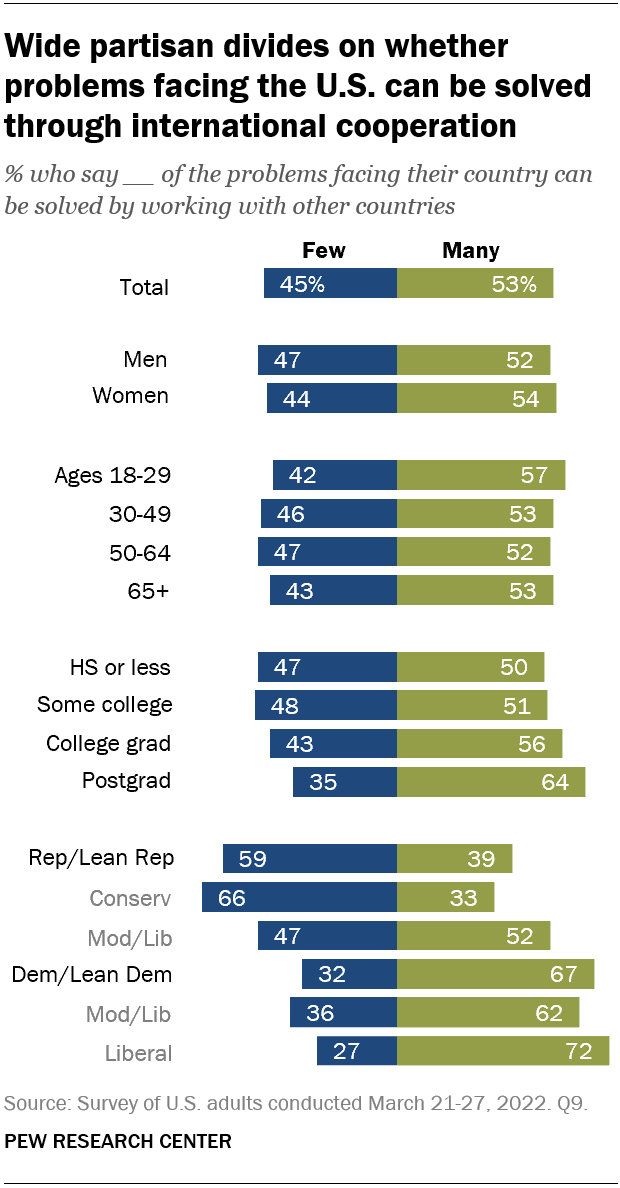 Wide partisan divides on whether
problems facing the U.S. can be solved
through international cooperation
% who say __ of the problems facing their country can
be solved by working with other countries
Few Many
Total 45% 53%
Men 47 52
Women 44 54
Ages 18-29 42 57
30-49 46 53
50-64 47 52
65+ 43 53
HS or less 47 50
Some college 48 51
College grad 43 56
Postgrad 35 64
Rep/Lean Rep 59 39
Conserv 66 33
Mod/Lib 47 52
Dem/Lean Dem 32 67
Mod/Lib 36 62
Liberal 27 72
Source: Survey of U.S. adults conducted March 21-27, 2022. Q9.
PEW RESEARCH CENTER